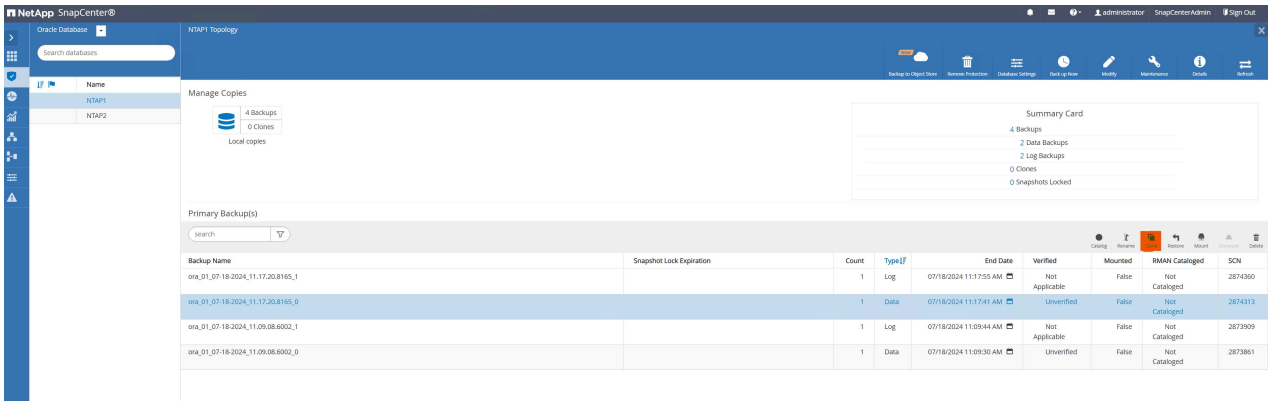 NetApp SnapCenter®
administrator SnapCenterAdmin Sign Out
Oracle Database
NTAP1 Topology
Search databases
Backup to Object Store Remove Protection Database Settings Back up Now Modify Maintenance Details Refresh
Name
NTAP1
NTAP2
Manage Copies
4 Backups
0 Clones
Local copies
Summary Card
4 Backups
2 Data Backups
2 Log Backups
0 Clones
0 Snapshots Locked
Primary Backup(s)
search
Catalog Rename Clone Restore Mount Unmount Delete
Backup Name Snapshot Lock Expiration Count Type End Date Verified Mounted RMAN Cataloged SCN
ora_01_07-18-2024_11.17.20.8165_1 1 Log 07/18/2024 11:17:55 AM Not Applicable False Not Cataloged 2874360
ora_01_07-18-2024_11.17.20.8165_0 1 Data 07/18/2024 11:17:41 AM Unverified False Not Cataloged 2874313
ora_01_07-18-2024_11.09.08.6002_1 1 Log 07/18/2024 11:09:44 AM Not Applicable False Not Cataloged 2873909
ora_01_07-18-2024_11.09.08.6002_0 1 Data 07/18/2024 11:09:30 AM Unverified False Not Cataloged 2873861